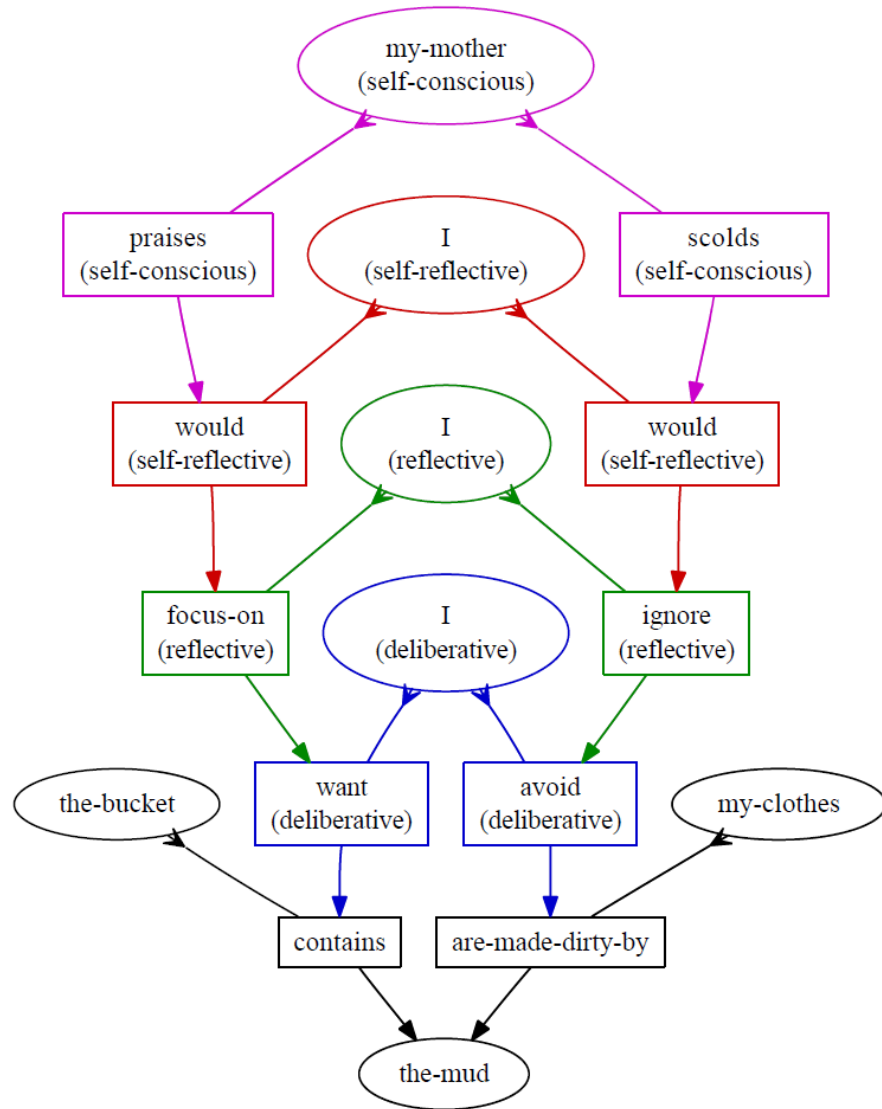 my-mother
(self-conscious)
praises
(self-conscious)
I
(self-reflective)
scolds
(self-conscious)
would
(self-reflective)
I
(reflective)
would
(self-reflective)
focus-on
(reflective)
I
(deliberative)
ignore
(reflective)
the-bucket
want
(deliberative)
avoid
(deliberative)
my-clothes
contains
are-made-dirty-by
the-mud